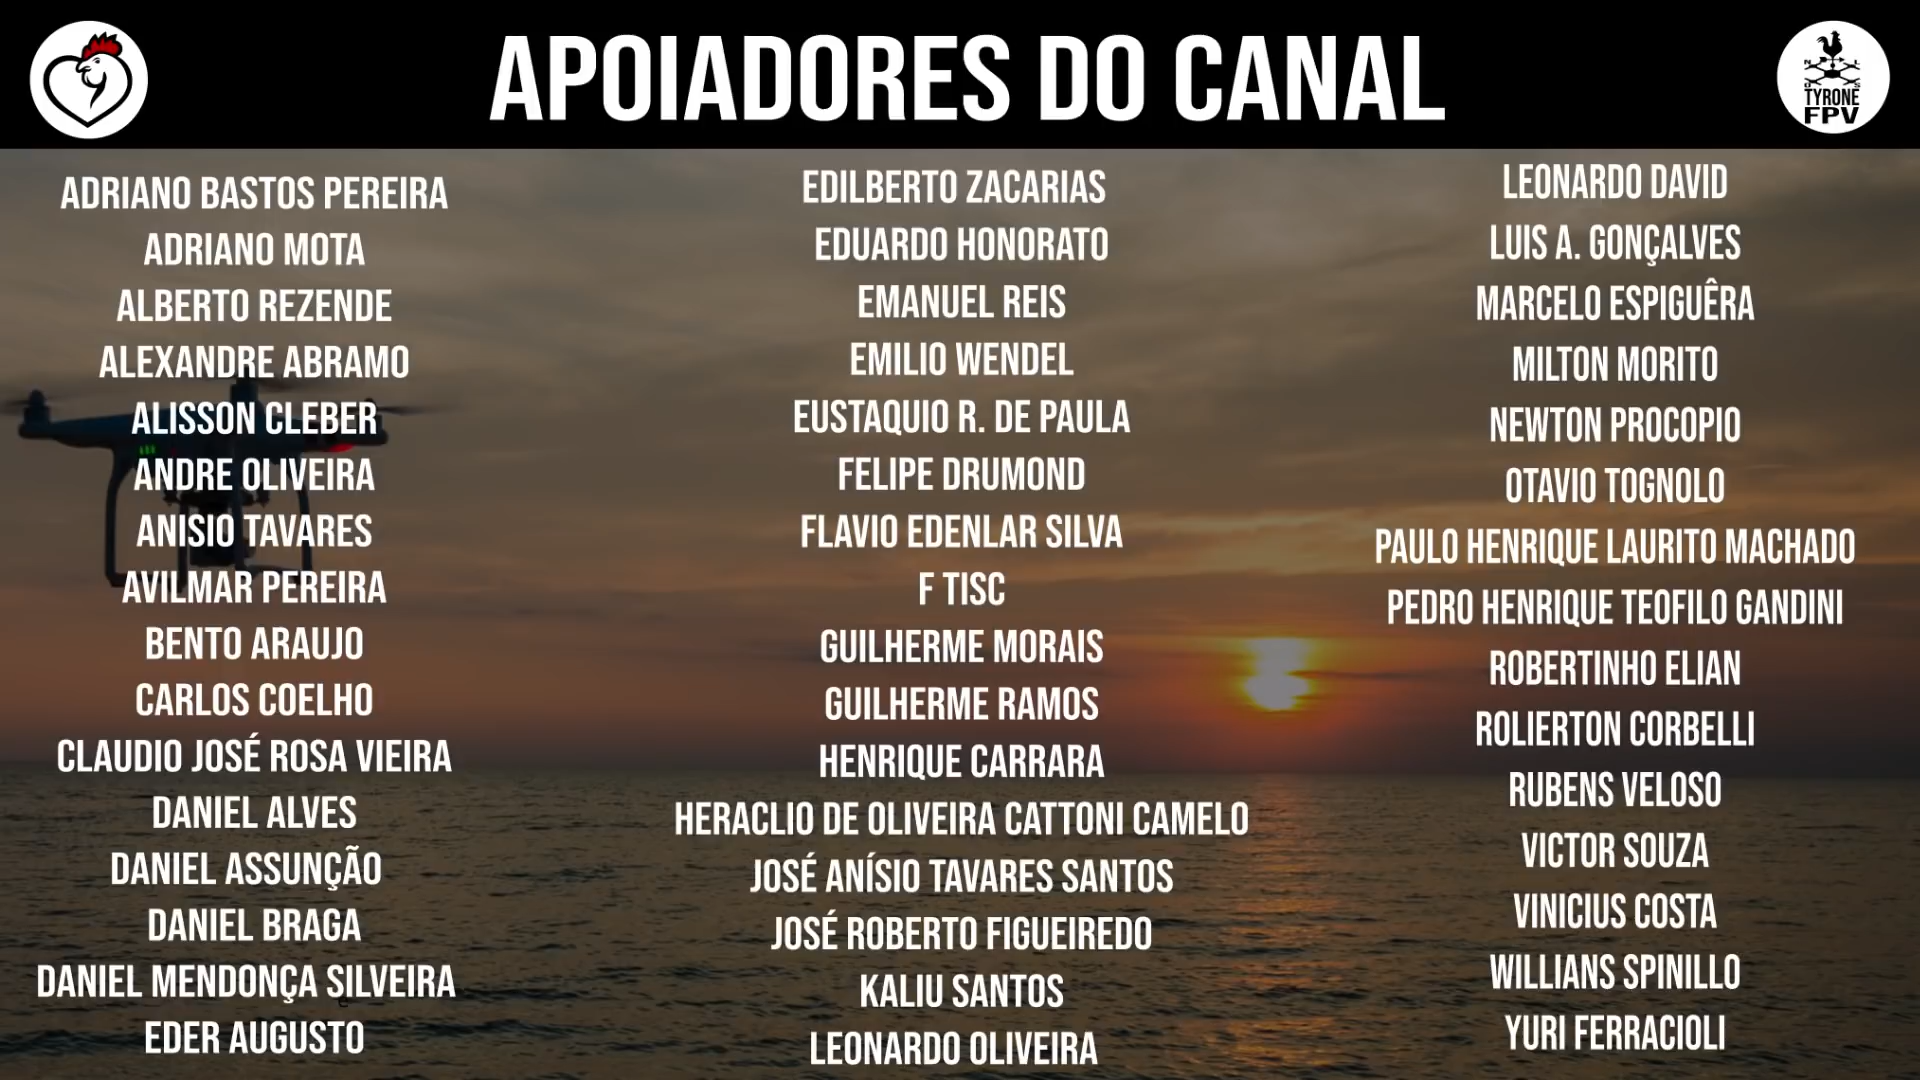 APOIADORES DO CANAL
N L
O S
TYRONE
FPV
ADRIANO BASTOS PEREIRA
ADRIANO MOTA
ALBERTO REZENDE
ALEXANDRE ABRAMO
ALISSON CLEBER
ANDRE OLIVEIRA
ANISIO TAVARES
AVILMAR PEREIRA
BENTO ARAUJO
CARLOS COELHO
CLAUDIO JOSÉ ROSA VIEIRA
DANIEL ALVES
DANIEL ASSUNÇÃO
DANIEL BRAGA
DANIEL MENDONÇA SILVEIRA
EDER AUGUSTO
EDILBERTO ZACARIAS
EDUARDO HONORATO
EMANUEL REIS
EMILIO WENDEL
EUSTAQUIO R. DE PAULA
FELIPE DRUMOND
FLAVIO EDENLAR SILVA
F TISC
GUILHERME MORAIS
GUILHERME RAMOS
HENRIQUE CARRARA
HERACLIO DE OLIVEIRA CATTONI CAMELO
JOSÉ ANÍSIO TAVARES SANTOS
JOSÉ ROBERTO FIGUEIREDO
KALIU SANTOS
LEONARDO OLIVEIRA
LEONARDO DAVID
LUIS A. GONÇALVES
MARCELO ESPIGUÊRA
MILTON MORITO
NEWTON PROCOPIO
OTAVIO TOGNOLO
PAULO HENRIQUE LAURITO MACHADO
PEDRO HENRIQUE TEOFILO GANDINI
ROBERTINHO ELIAN
ROLIERTON CORBELLI
RUBENS VELOSO
VICTOR SOUZA
VINICIUS COSTA
WILLIANS SPINILLO
YURI FERRACIOLI